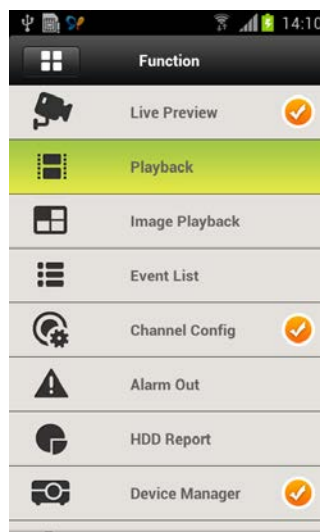 14:10
Function
Live Preview
Playback
Image Playback
Event List
Channel Config
Alarm Out
HDD Report
Device Manager